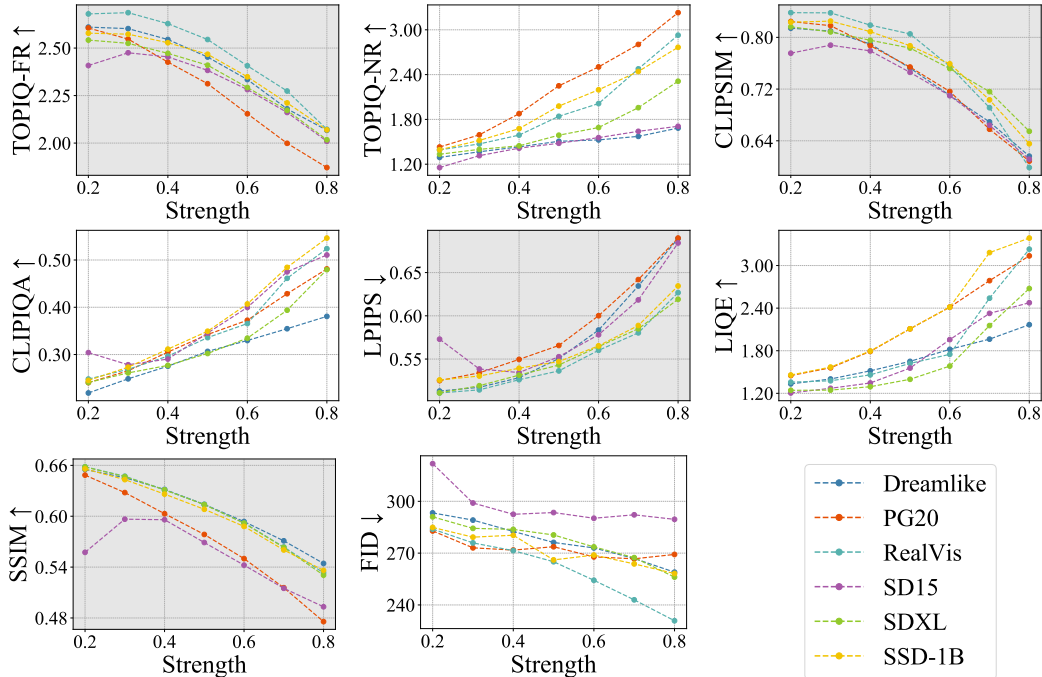 TOPIQ-FR ↑
2.50
2.25
2.00
0.2 0.4 0.6 0.8
Strength
TOPIQ-NR ↑
3.00
2.40
1.80
1.20
0.2 0.4 0.6 0.8
Strength
CLIPSIM ↑
0.80
0.72
0.64
0.2 0.4 0.6 0.8
Strength
CLIPIQA ↑
0.50
0.40
0.30
0.2 0.4 0.6 0.8
Strength
LPIPS ↓
0.65
0.60
0.55
0.2 0.4 0.6 0.8
Strength
LIQE ↑
3.00
2.40
1.80
1.20
0.2 0.4 0.6 0.8
Strength
SSIM ↑
0.66
0.60
0.54
0.48
0.2 0.4 0.6 0.8
Strength
FID ↓
300
270
240
0.2 0.4 0.6 0.8
Strength
Dreamlike
PG20
RealVis
SD15
SDXL
SSD-1B